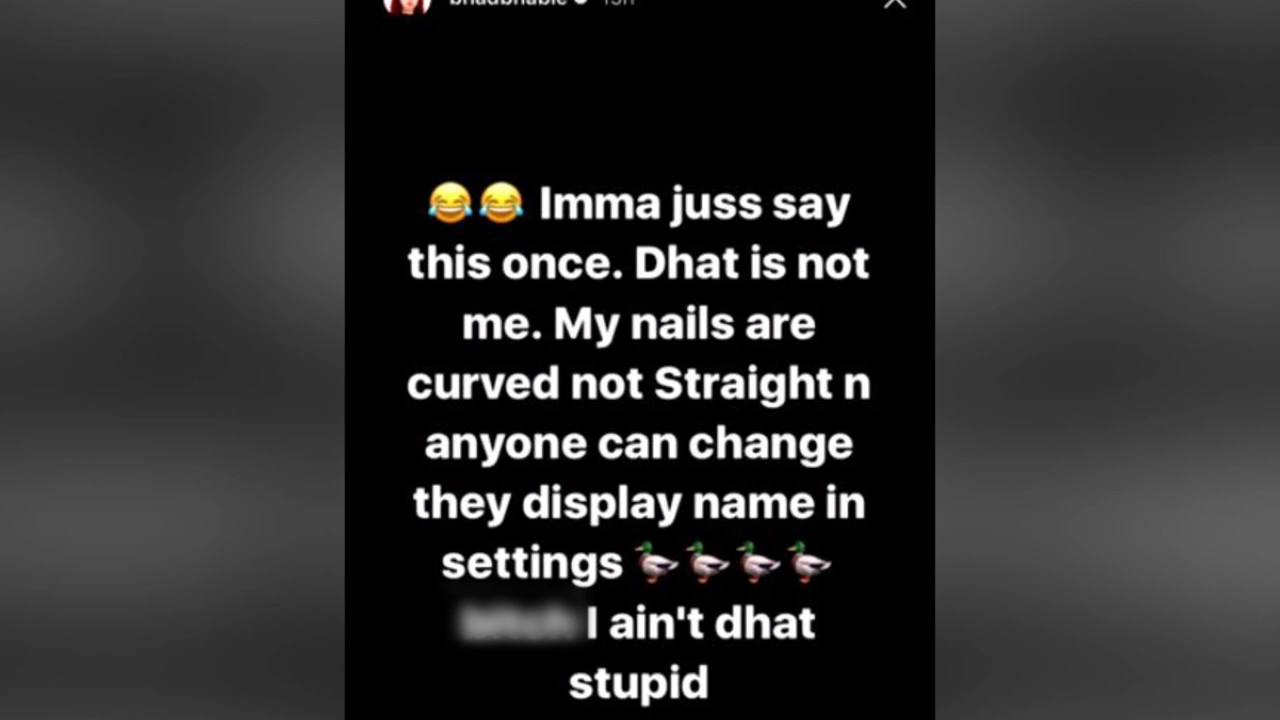 😂😂 Imma juss say
this once. Dhat is not
me. My nails are
curved not Straight n
anyone can change
they display name in
settings 🦆🦆🦆🦆
I ain't dhat
stupid